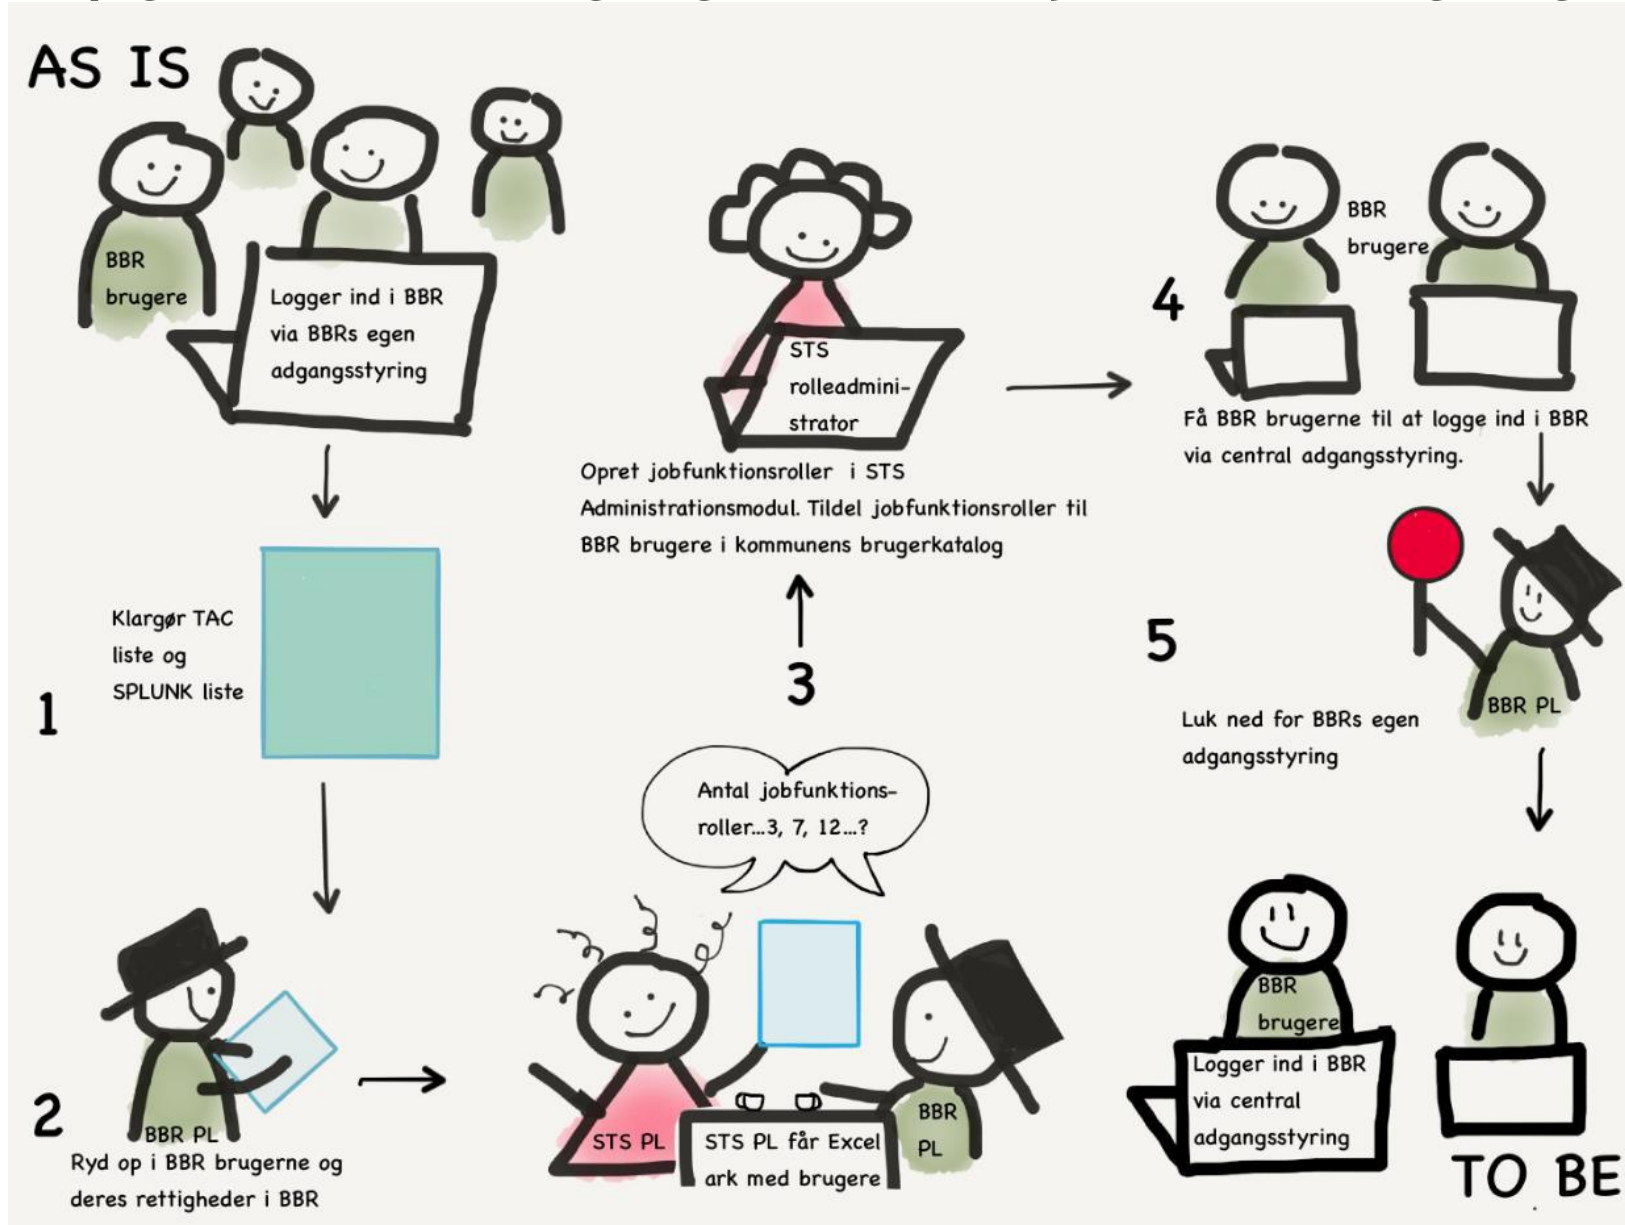 AS IS
BBR
brugere
Logger ind i BBR
via BBRs egen
adgangsstyring
1
Klargør TAC
liste og
SPLUNK liste
2
BBR PL
Ryd op i BBR brugerne og
deres rettigheder i BBR
STS PL
STS PL får Excel
ark med brugere
BBR
PL
Antal jobfunktions-
roller...3, 7, 12...?
3
STS
rolleadmini-
strator
Opret jobfunktionsroller i STS
Administrationsmodul. Tildel jobfunktionsroller til
BBR brugere i kommunens brugerkatalog
4
BBR
brugere
Få BBR brugerne til at logge ind i BBR
via central adgangsstyring.
5
BBR PL
Luk ned for BBRs egen
adgangsstyring
BBR
brugere
Logger ind i BBR
via central
adgangsstyring
TO BE